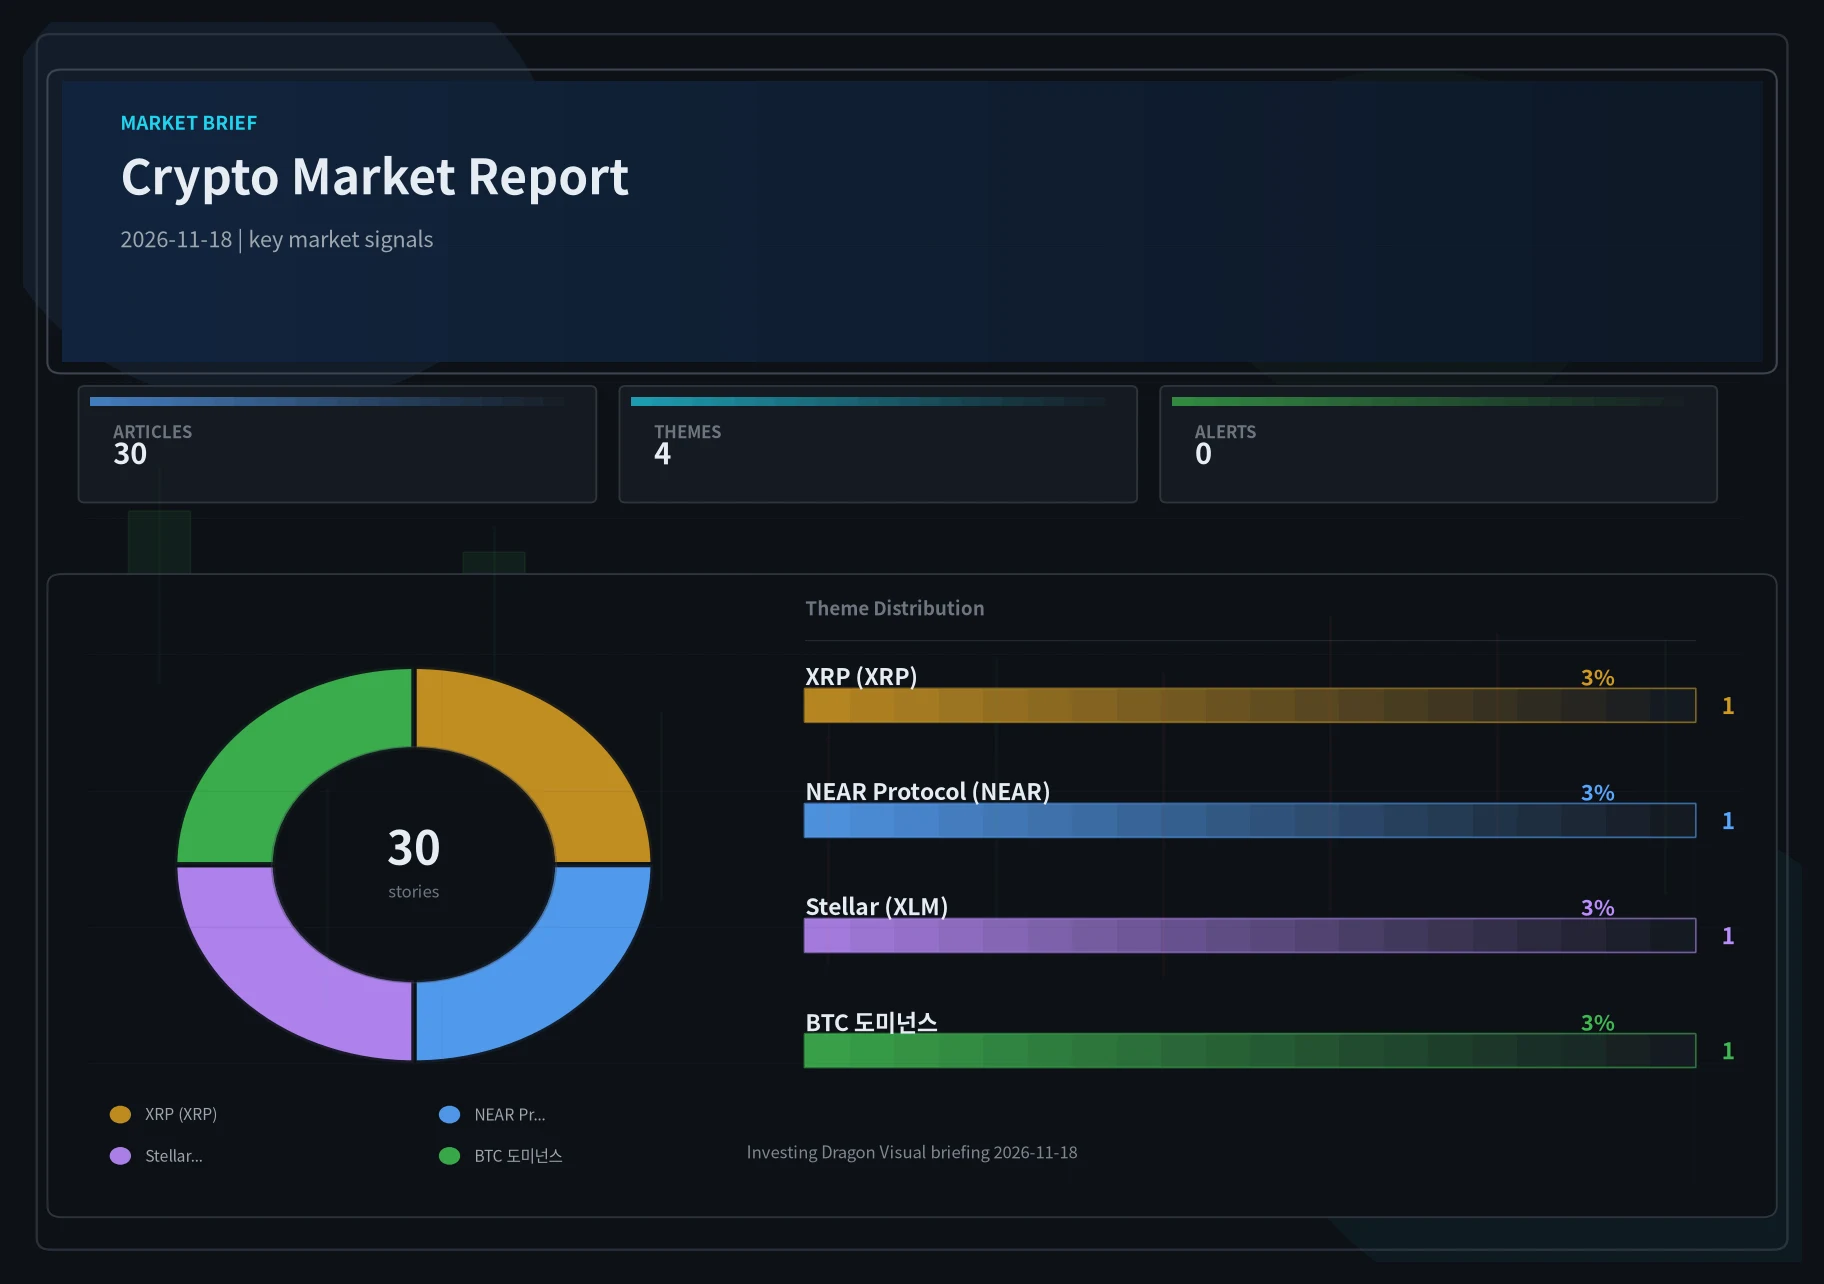 MARKET BRIEF
Crypto Market Report
2026-11-18 | key market signals
ARTICLES
30
THEMES
4
ALERTS
0
Theme Distribution
XRP (XRP)
3%
1
NEAR Protocol (NEAR)
3%
1
Stellar (XLM)
3%
1
BTC 도미넌스
3%
1
30
stories
XRP (XRP)
NEAR Pr...
Stellar...
BTC 도미넌스
Investing Dragon Visual briefing 2026-11-18